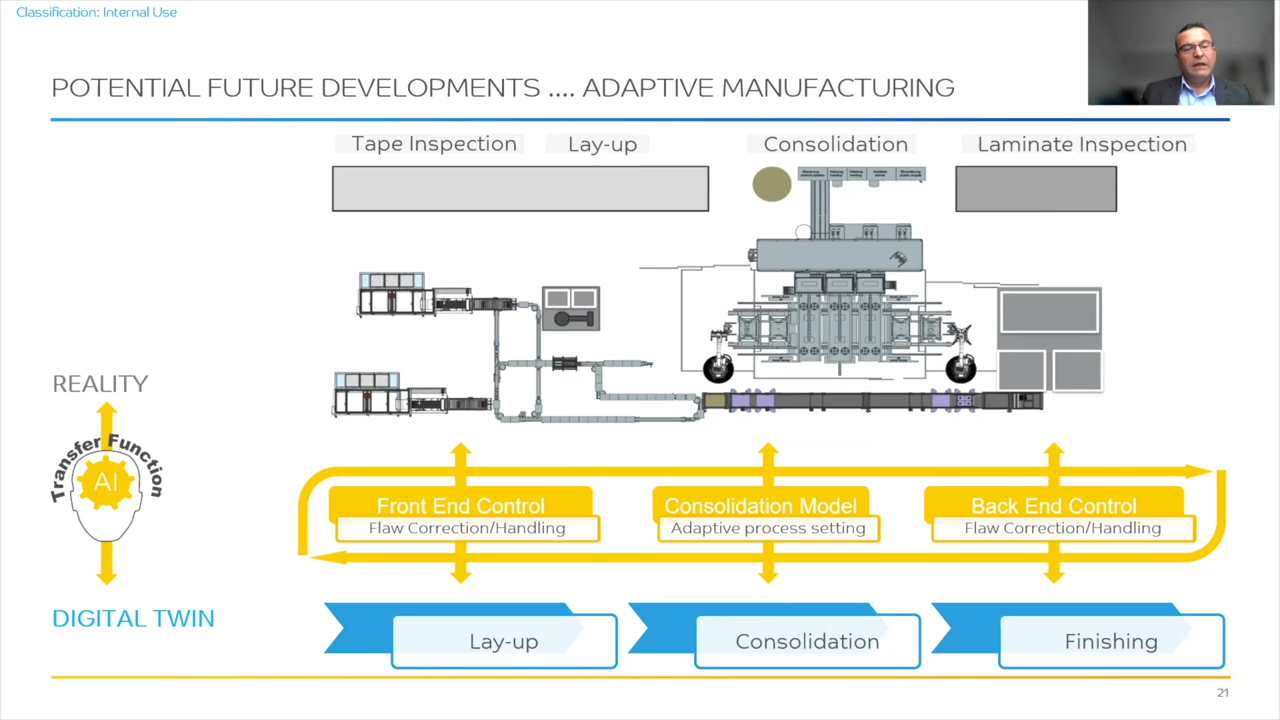 Classification: Internal Use
POTENTIAL FUTURE DEVELOPMENTS .... ADAPTIVE MANUFACTURING
Tape Inspection
Lay-up
Consolidation
Laminate Inspection
REALITY
Transfer Function
AI
Front End Control
Flaw Correction/Handling
Consolidation Model
Adaptive process setting
Back End Control
Flaw Correction/Handling
DIGITAL TWIN
Lay-up
Consolidation
Finishing
21